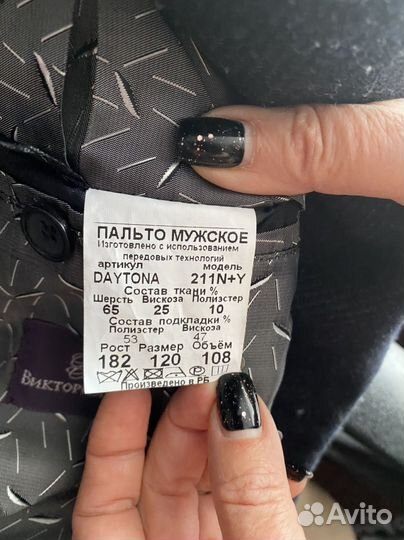 ПАЛЬТО МУЖСКОЕ
Изготовлено с использованием
передовых технологий
артикул модель
DAYTONA 211N+Y
Состав ткани %
Шерсть Вискоза Полиэстер
65 25 10
Состав подкладки %
Полиэстер Вискоза
53 47
Рост Размер Объём
182 120 108
Произведено в РБ
Avito